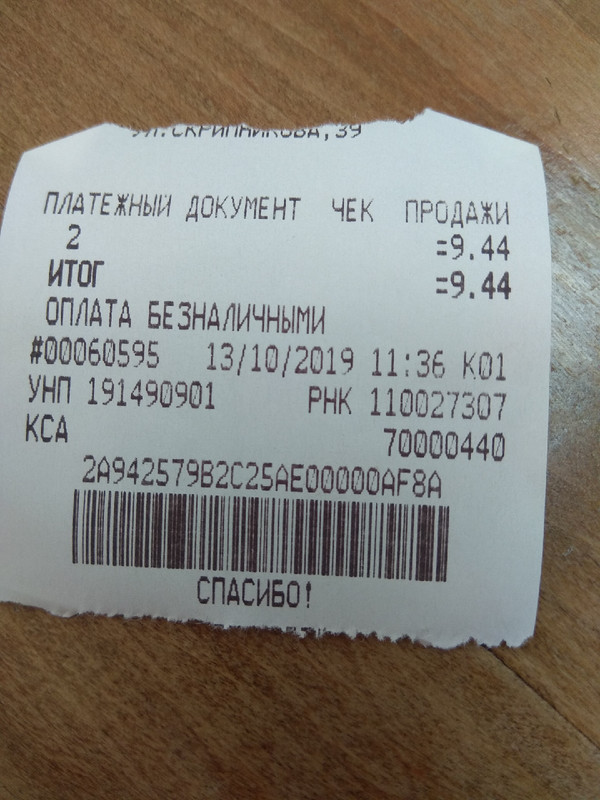 УЛ.СКРИПНИКОВА,39
ПЛАТЕЖНЫЙ ДОКУМЕНТ ЧЕК ПРОДАЖИ
2 =9.44
ИТОГ =9.44
ОПЛАТА БЕЗНАЛИЧНЫМИ
#00060595 13/10/2019 11:36 К01
УНП 191490901 РНК 110027307
КСА 70000440
2A942579B2C25AE00000AF8A
СПАСИБО!